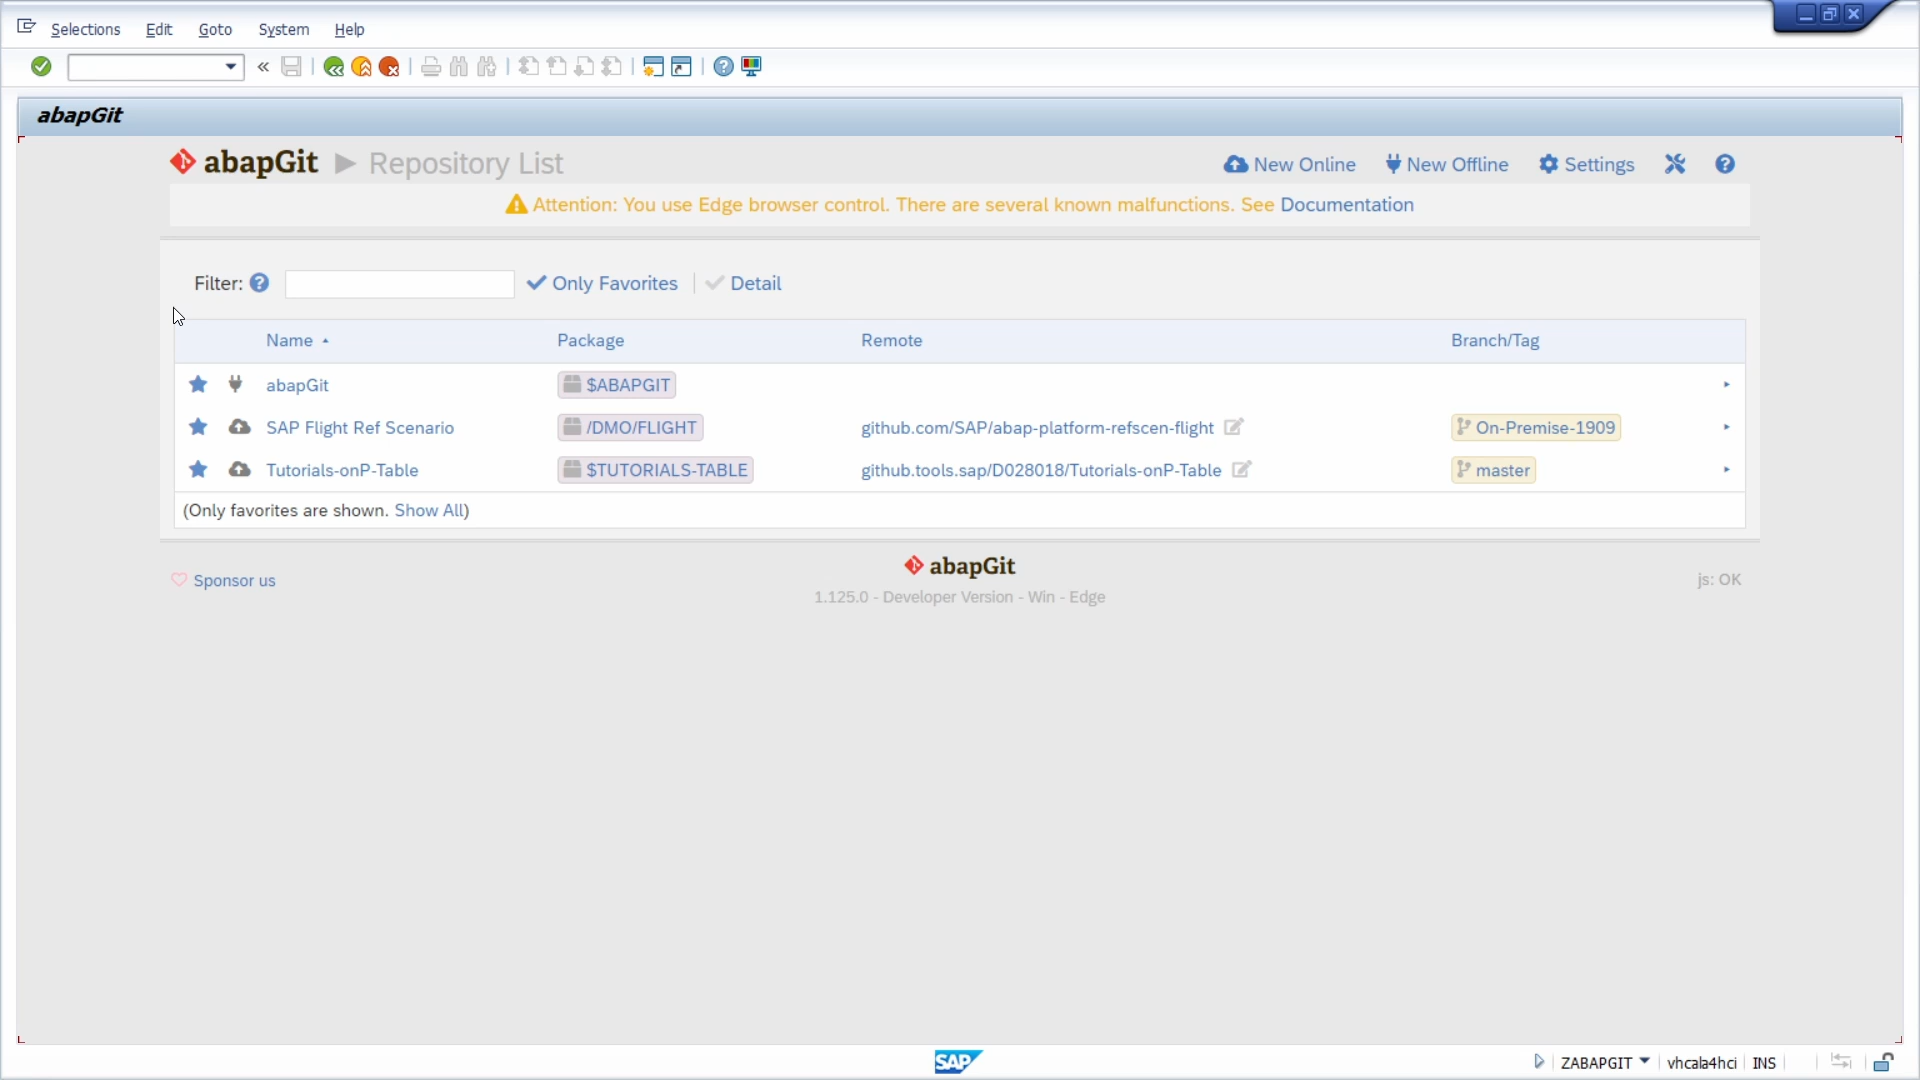 Selections Edit Goto System Help
abapGit
abapGit Repository List New Online New Offline Settings
Attention: You use Edge browser control. There are several known malfunctions. See Documentation
Filter: Only Favorites Detail
Name Package Remote Branch/Tag
abapGit $ABAPGIT
SAP Flight Ref Scenario /DMO/FLIGHT github.com/SAP/abap-platform-refscen-flight On-Premise-1909
Tutorials-onP-Table $TUTORIALS-TABLE github.tools.sap/D028018/Tutorials-onP-Table master
(Only favorites are shown. Show All)
Sponsor us abapGit js: OK
1.125.0 - Developer Version - Win - Edge
SAP ZABAPGIT vhcala4hci INS